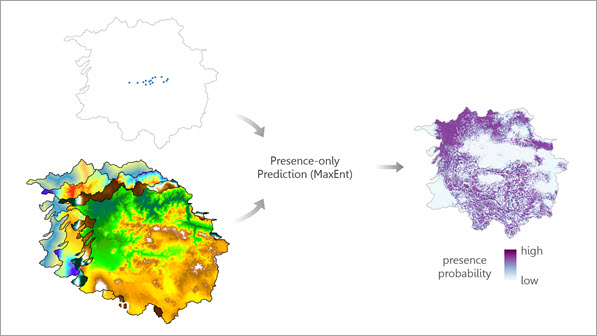 Presence-only
Prediction (MaxEnt)
presence
probability
high
low